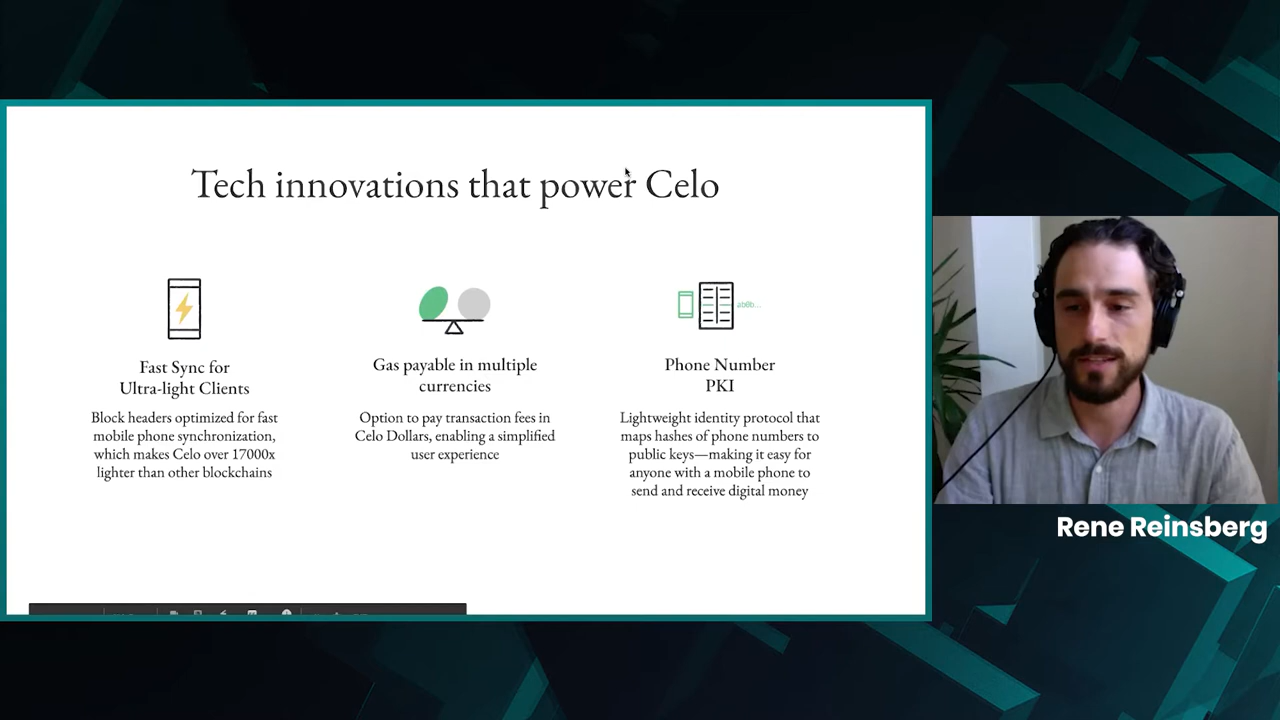 Tech innovations that power Celo
Fast Sync for
Ultra-light Clients
Block headers optimized for fast
mobile phone synchronization,
which makes Celo over 17000x
lighter than other blockchains
Gas payable in multiple
currencies
Option to pay transaction fees in
Celo Dollars, enabling a simplified
user experience
Phone Number
PKI
Lightweight identity protocol that
maps hashes of phone numbers to
public keys—making it easy for
anyone with a mobile phone to
send and receive digital money
Rene Reinsberg